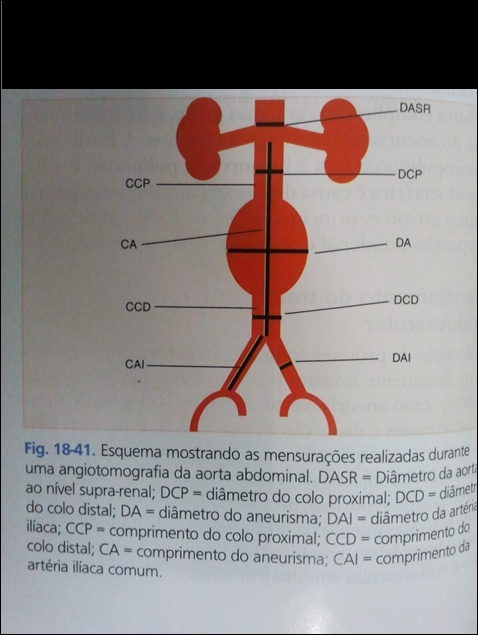 DASR
CCP
DCP
CA
DA
CCD
DCD
CAI
DAI
Fig. 18-41. Esquema mostrando as mensurações realizadas durante
uma angiotomografia da aorta abdominal. DASR = Diâmetro da aorta
ao nível supra-renal; DCP = diâmetro do colo proximal; DCD = diâmetr
do colo distal; DA = diâmetro do aneurisma; DAI = diâmetro da artéria
ilíaca; CCP = comprimento do colo proximal; CCD = comprimento do
colo distal; CA = comprimento do aneurisma; CAI = comprimento da
artéria ilíaca comum.